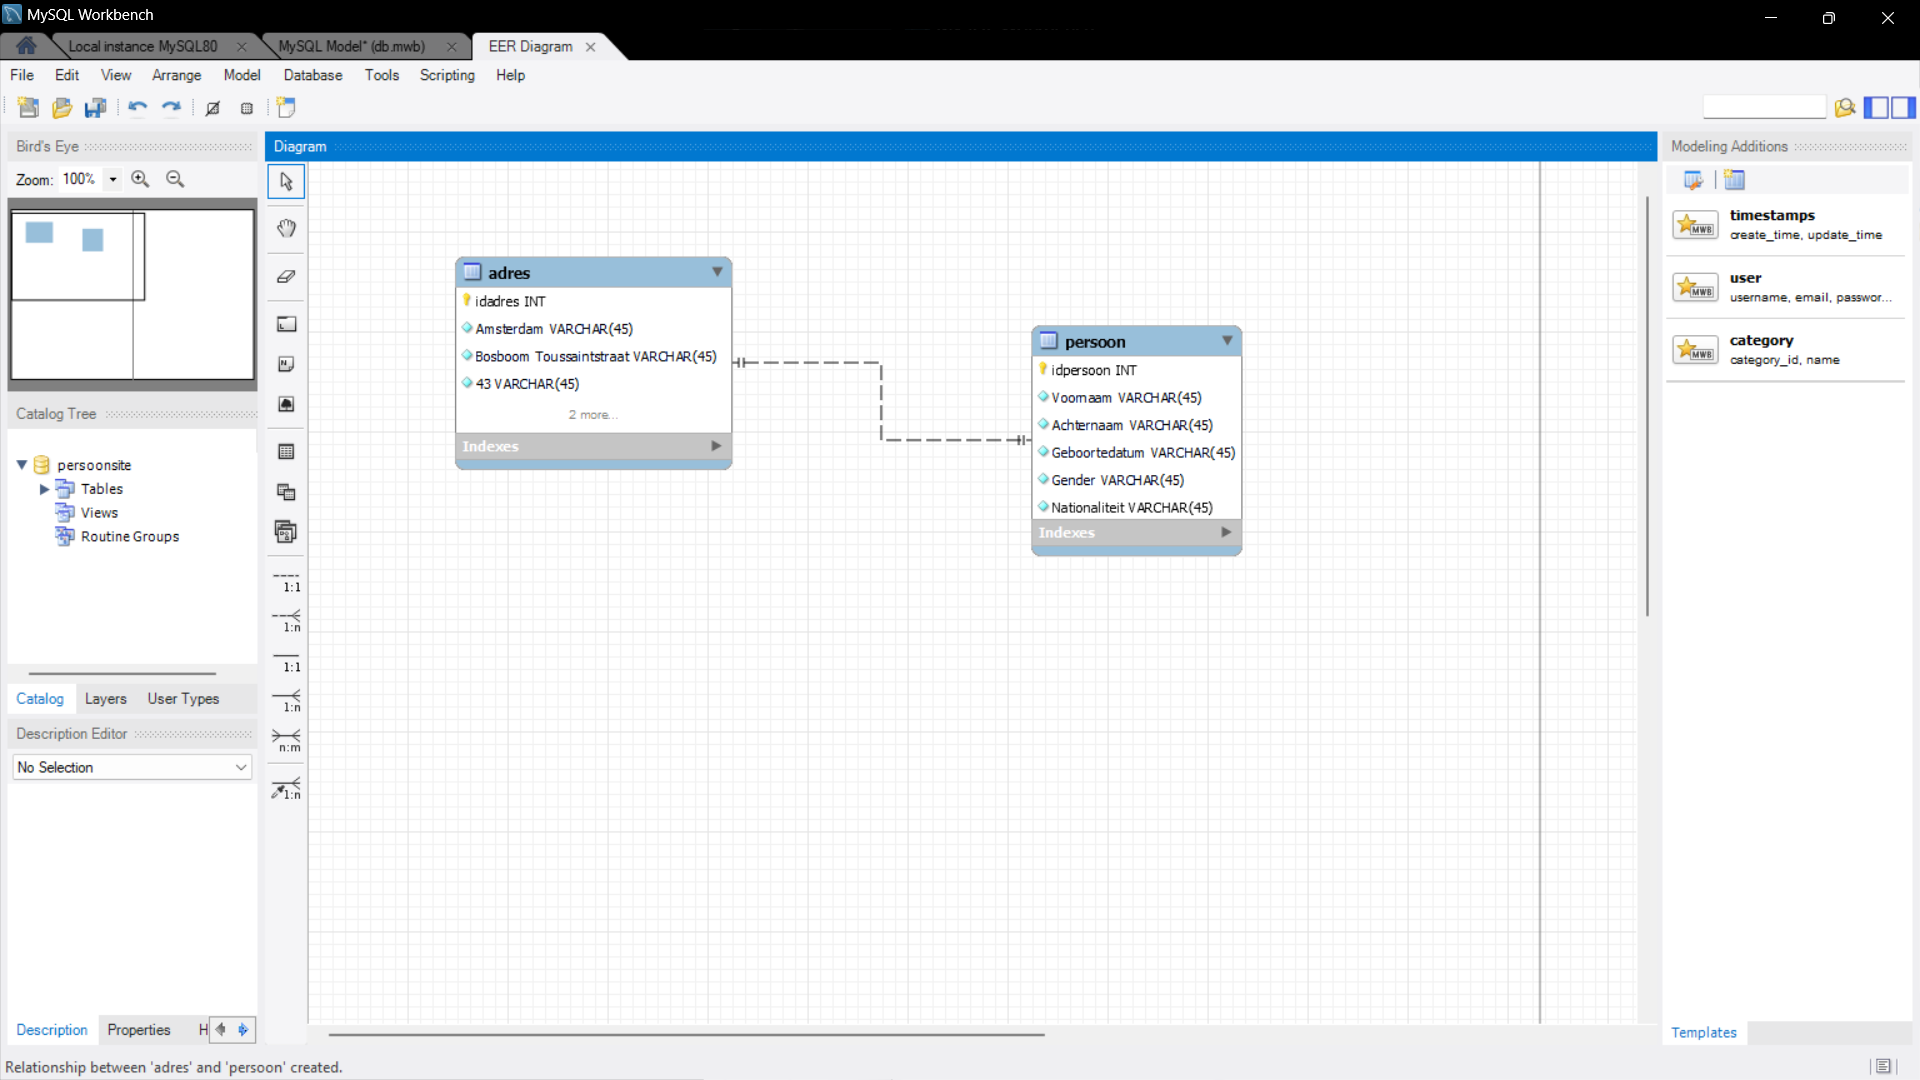 MySQL Workbench
Local instance MySQL80
MySQL Model* (db.mwb)
EER Diagram
File Edit View Arrange Model Database Tools Scripting Help
Bird's Eye
Zoom: 100%
Diagram
Modeling Additions
timestamps
create_time, update_time
user
username, email, passwor...
category
category_id, name
adres
idadres INT
Amsterdam VARCHAR(45)
Bosboom Toussaintstraat VARCHAR(45)
43 VARCHAR(45)
2 more...
Indexes
persoon
idpersoon INT
Voornaam VARCHAR(45)
Achternaam VARCHAR(45)
Geboortedatum VARCHAR(45)
Gender VARCHAR(45)
Nationaliteit VARCHAR(45)
Indexes
Catalog Tree
persoonsite
Tables
Views
Routine Groups
1:1
1:n
1:1
1:n
n:m
1:n
Catalog Layers User Types
Description Editor
No Selection
Description Properties H
Templates
Relationship between 'adres' and 'persoon' created.